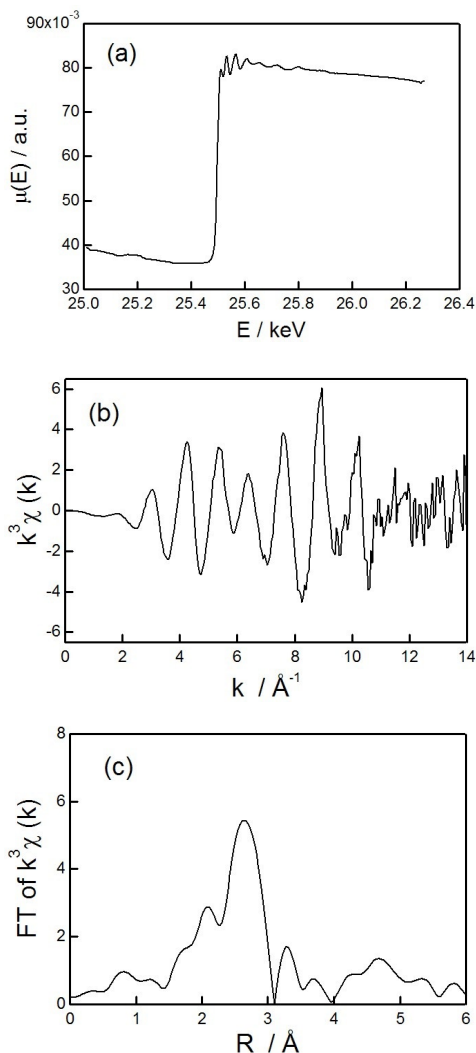 90x10⁻³
(a)
80
70
60
50
40
30
μ(E) / a.u.
25.0 25.2 25.4 25.6 25.8 26.0 26.2 26.4
E / keV
6
(b)
4
2
0
-2
-4
-6
k³χ (k)
0 2 4 6 8 10 12 14
k / Å⁻¹
8
(c)
6
4
2
0
FT of k³χ (k)
0 1 2 3 4 5 6
R / Å